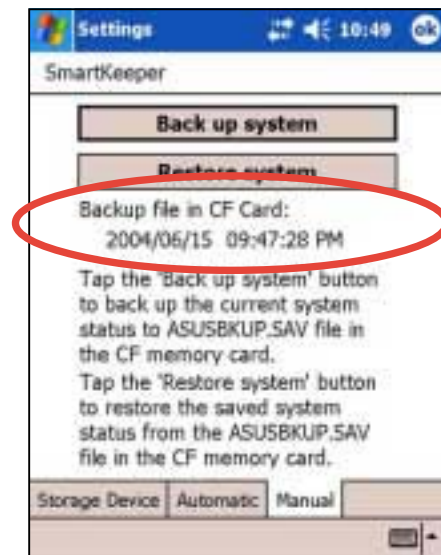 Settings 10:49 ok
SmartKeeper
Back up system
Restore system
Backup file in CF Card:
2004/06/15 09:47:28 PM
Tap the 'Back up system' button
to back up the current system
status to ASUSBKUP.SAV file in
the CF memory card.
Tap the 'Restore system' button
to restore the saved system
status from the ASUSBKUP.SAV
file in the CF memory card.
Storage Device Automatic Manual